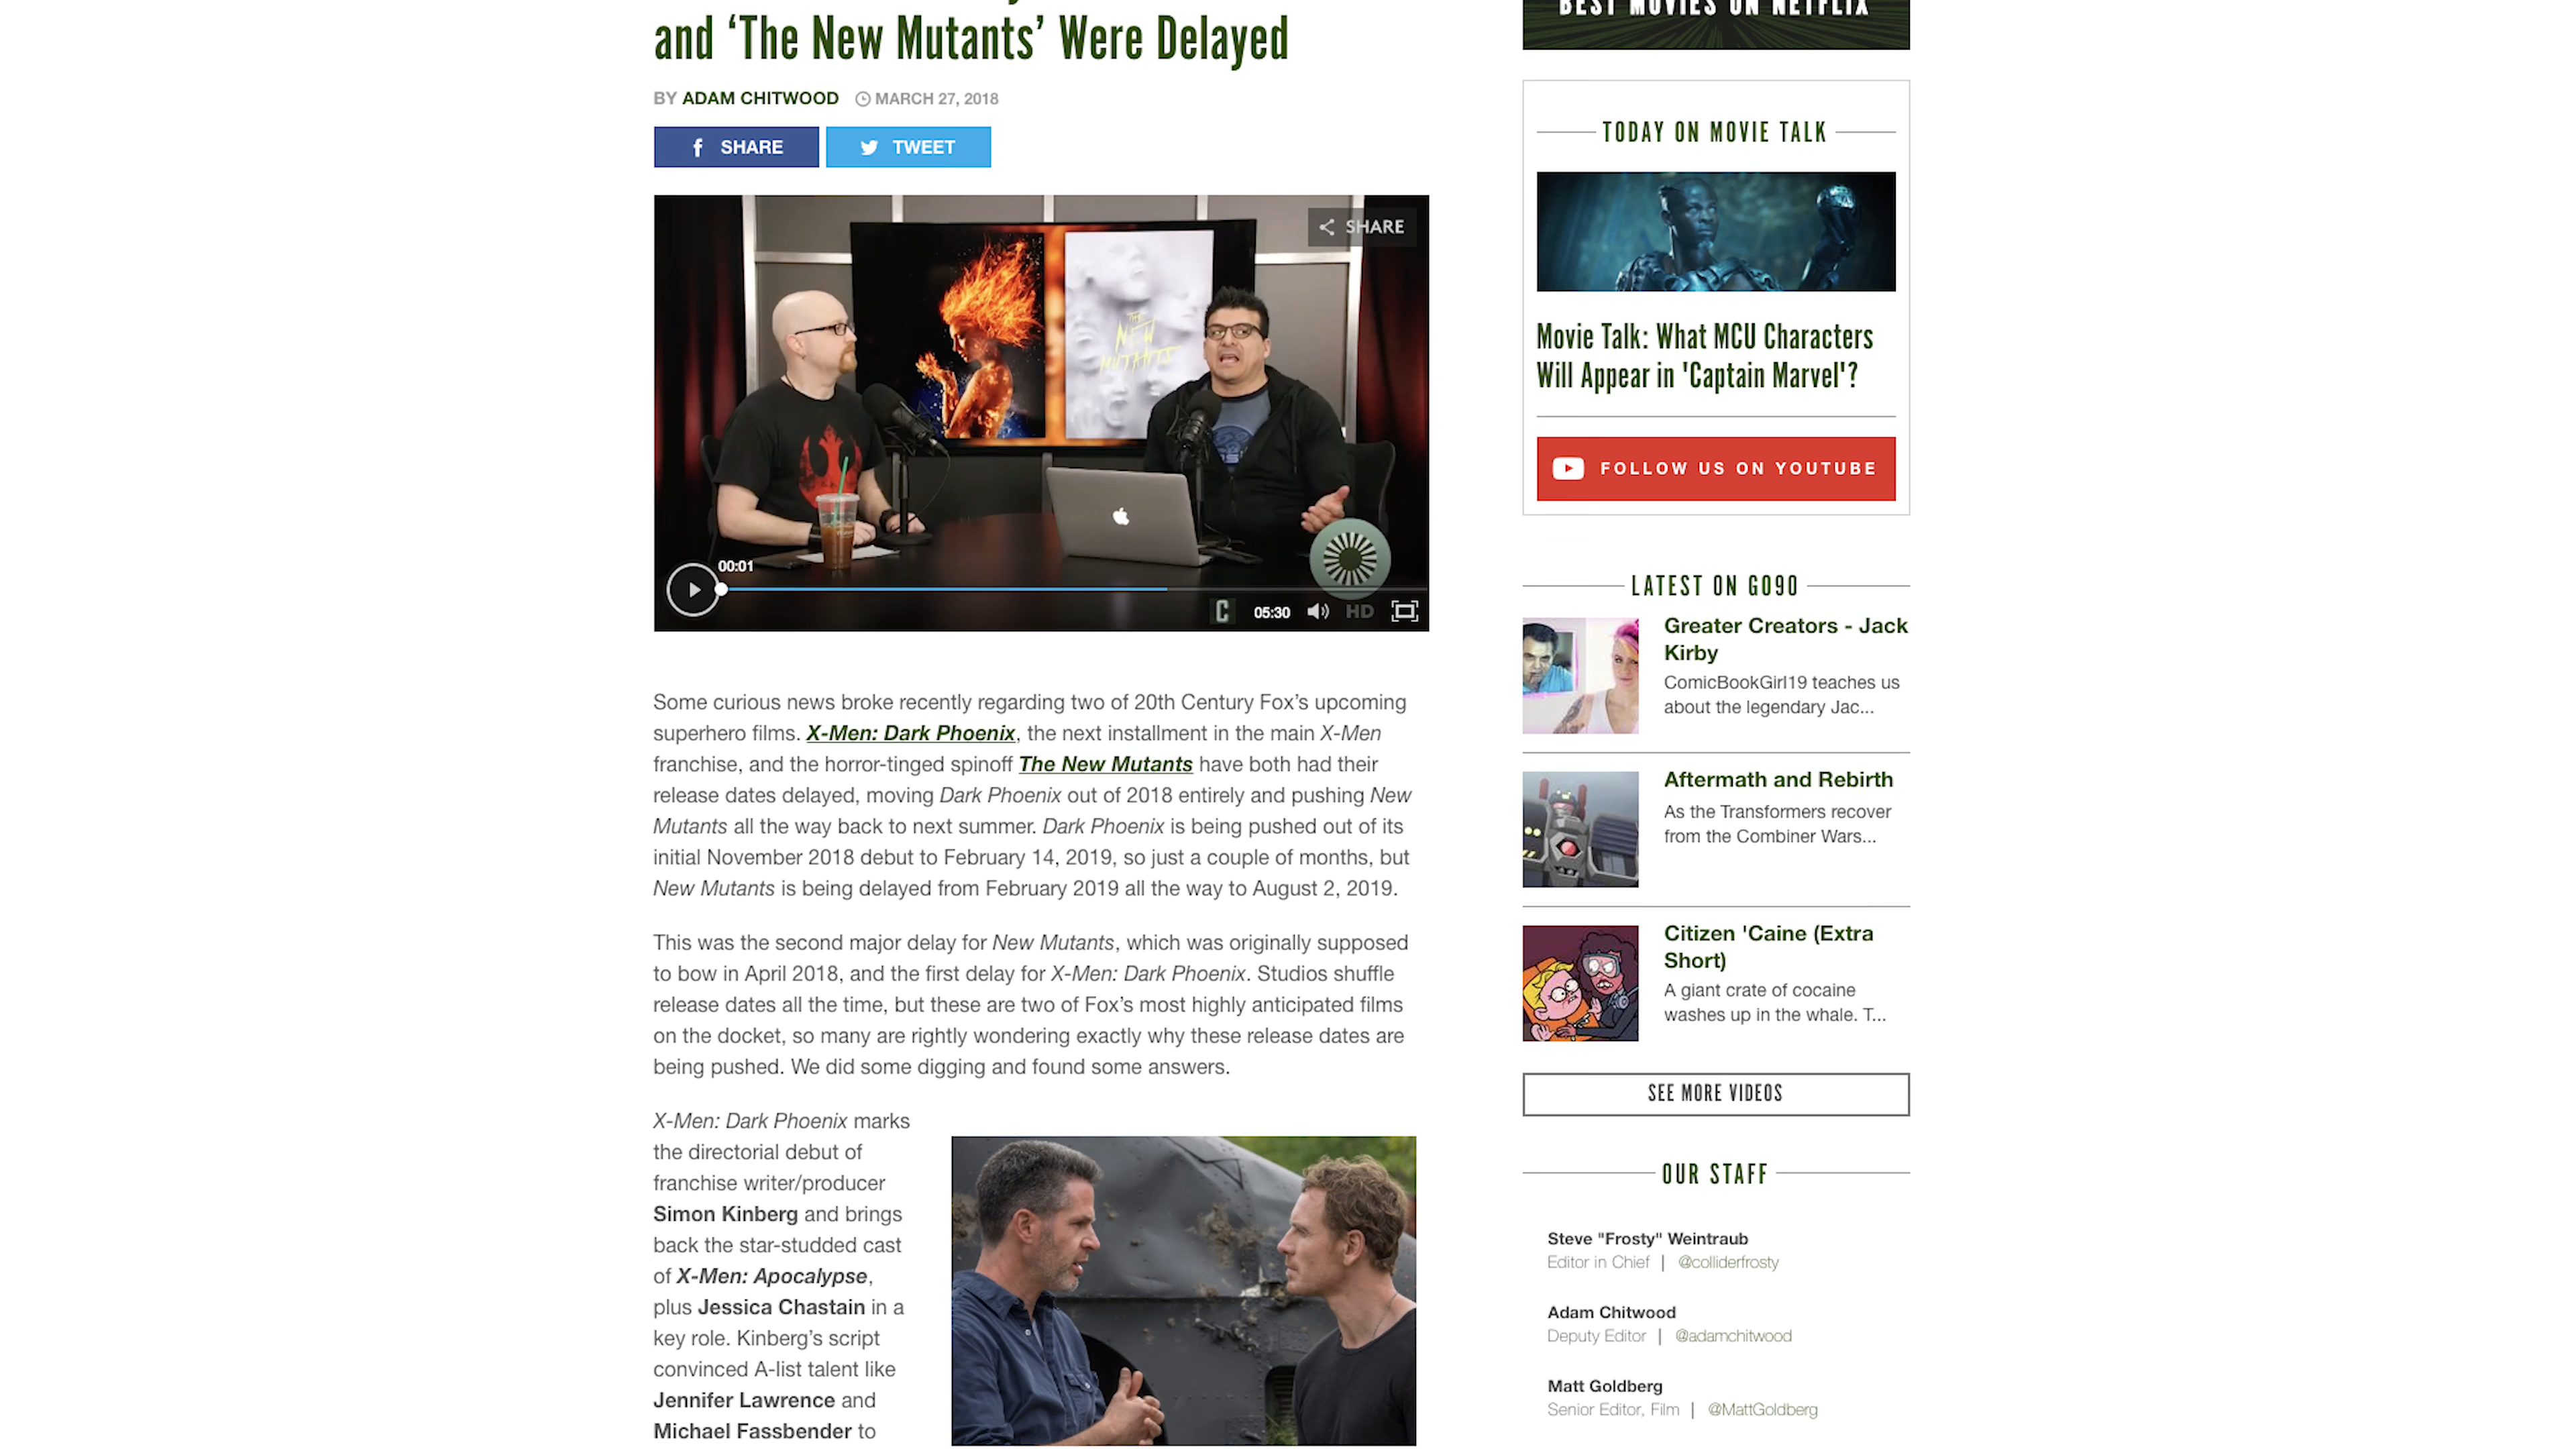 and ‘The New Mutants’ Were Delayed
BY ADAM CHITWOOD MARCH 27, 2018
SHARE TWEET
SHARE
THE
NEW
MUTANTS
00:01
05:30 HD
Some curious news broke recently regarding two of 20th Century Fox’s upcoming
superhero films. X-Men: Dark Phoenix, the next installment in the main X-Men
franchise, and the horror-tinged spinoff The New Mutants have both had their
release dates delayed, moving Dark Phoenix out of 2018 entirely and pushing New
Mutants all the way back to next summer. Dark Phoenix is being pushed out of its
initial November 2018 debut to February 14, 2019, so just a couple of months, but
New Mutants is being delayed from February 2019 all the way to August 2, 2019.
This was the second major delay for New Mutants, which was originally supposed
to bow in April 2018, and the first delay for X-Men: Dark Phoenix. Studios shuffle
release dates all the time, but these are two of Fox’s most highly anticipated films
on the docket, so many are rightly wondering exactly why these release dates are
being pushed. We did some digging and found some answers.
X-Men: Dark Phoenix marks
the directorial debut of
franchise writer/producer
Simon Kinberg and brings
back the star-studded cast
of X-Men: Apocalypse,
plus Jessica Chastain in a
key role. Kinberg’s script
convinced A-list talent like
Jennifer Lawrence and
Michael Fassbender to
BEST MOVIES ON NETFLIX
TODAY ON MOVIE TALK
Movie Talk: What MCU Characters
Will Appear in 'Captain Marvel'?
FOLLOW US ON YOUTUBE
LATEST ON GO90
Greater Creators - Jack
Kirby
ComicBookGirl19 teaches us
about the legendary Jac...
Aftermath and Rebirth
As the Transformers recover
from the Combiner Wars...
Citizen 'Caine (Extra
Short)
A giant crate of cocaine
washes up in the whale. T...
SEE MORE VIDEOS
OUR STAFF
Steve "Frosty" Weintraub
Editor in Chief | @colliderfrosty
Adam Chitwood
Deputy Editor | @adamchitwood
Matt Goldberg
Senior Editor, Film | @MattGoldberg